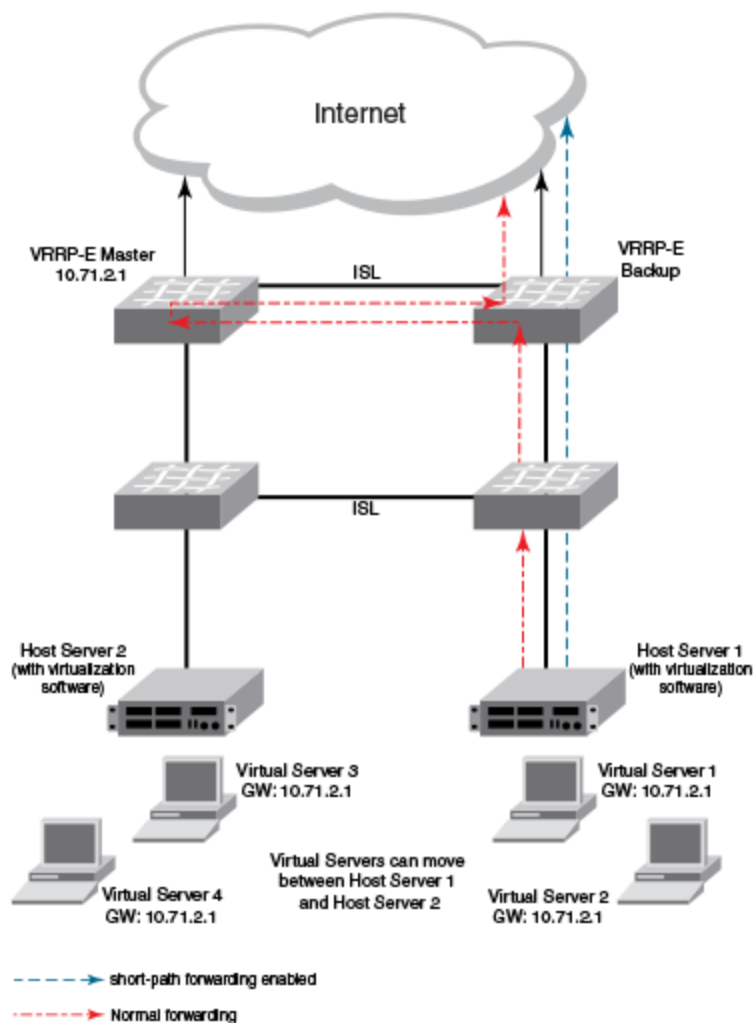 Internet
VRRP-E Master
10.71.2.1
ISL
VRRP-E
Backup
ISL
Host Server 2
(with virtualization
software)
Host Server 1
(with virtualization
software)
Virtual Server 3
GW: 10.71.2.1
Virtual Server 1
GW: 10.71.2.1
Virtual Server 4
GW: 10.71.2.1
Virtual Servers can move
between Host Server 1
and Host Server 2
Virtual Server 2
GW: 10.71.2.1
short-path forwarding enabled
Normal forwarding